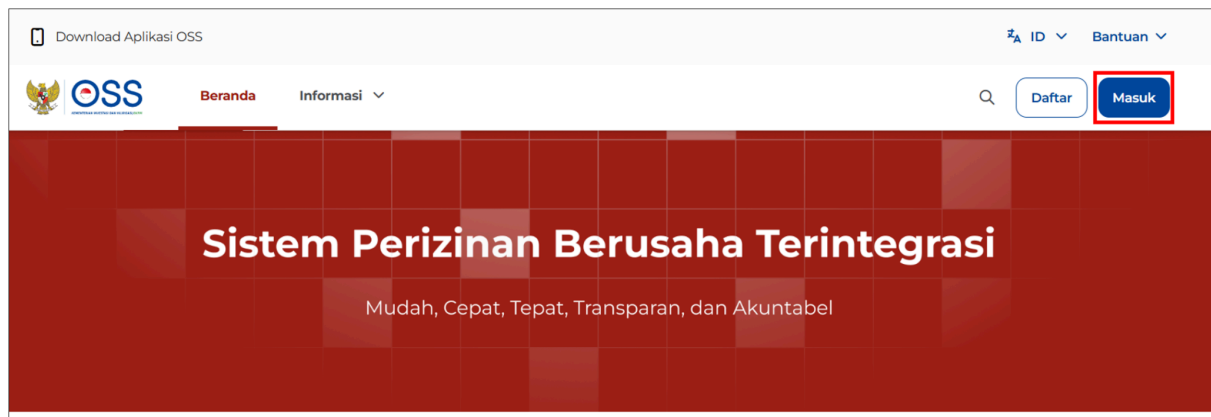 Download Aplikasi OSS
ID
Bantuan
OSS
Beranda
Informasi
Daftar
Masuk
Sistem Perizinan Berusaha Terintegrasi
Mudah, Cepat, Tepat, Transparan, dan Akuntabel